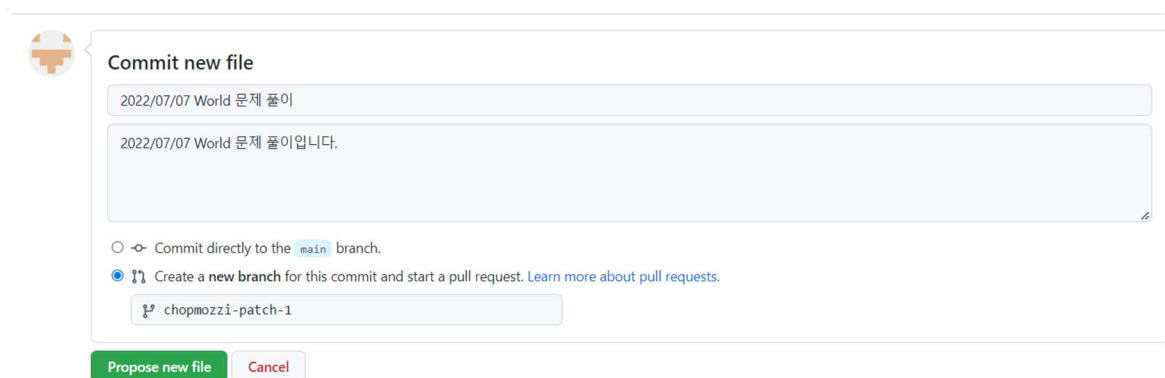 Commit new file
2022/07/07 World 문제 풀이
2022/07/07 World 문제 풀이입니다.
Commit directly to the main branch.
Create a new branch for this commit and start a pull request. Learn more about pull requests.
chopmozzi-patch-1
Propose new file Cancel